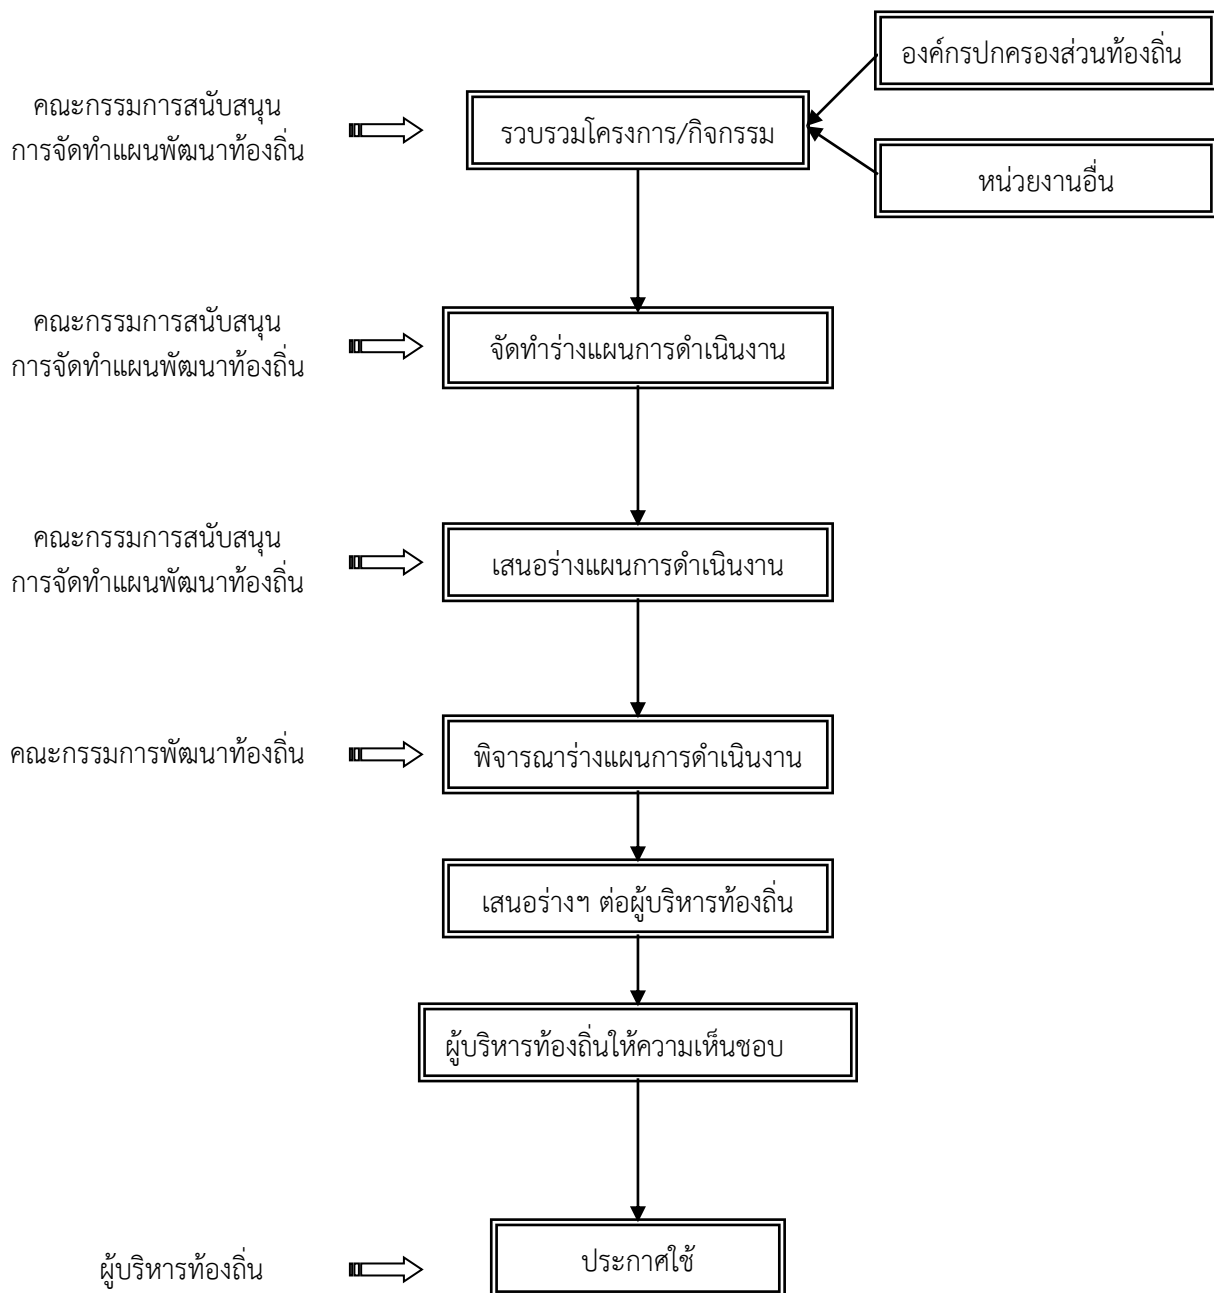 องค์กรปกครองส่วนท้องถิ่น
คณะกรรมการสนับสนุน
การจัดทำแผนพัฒนาท้องถิ่น
รวบรวมโครงการ/กิจกรรม
หน่วยงานอื่น
คณะกรรมการสนับสนุน
การจัดทำแผนพัฒนาท้องถิ่น
จัดทำร่างแผนการดำเนินงาน
คณะกรรมการสนับสนุน
การจัดทำแผนพัฒนาท้องถิ่น
เสนอร่างแผนการดำเนินงาน
คณะกรรมการพัฒนาท้องถิ่น
พิจารณาร่างแผนการดำเนินงาน
เสนอร่างฯ ต่อผู้บริหารท้องถิ่น
ผู้บริหารท้องถิ่นให้ความเห็นชอบ
ผู้บริหารท้องถิ่น
ประกาศใช้